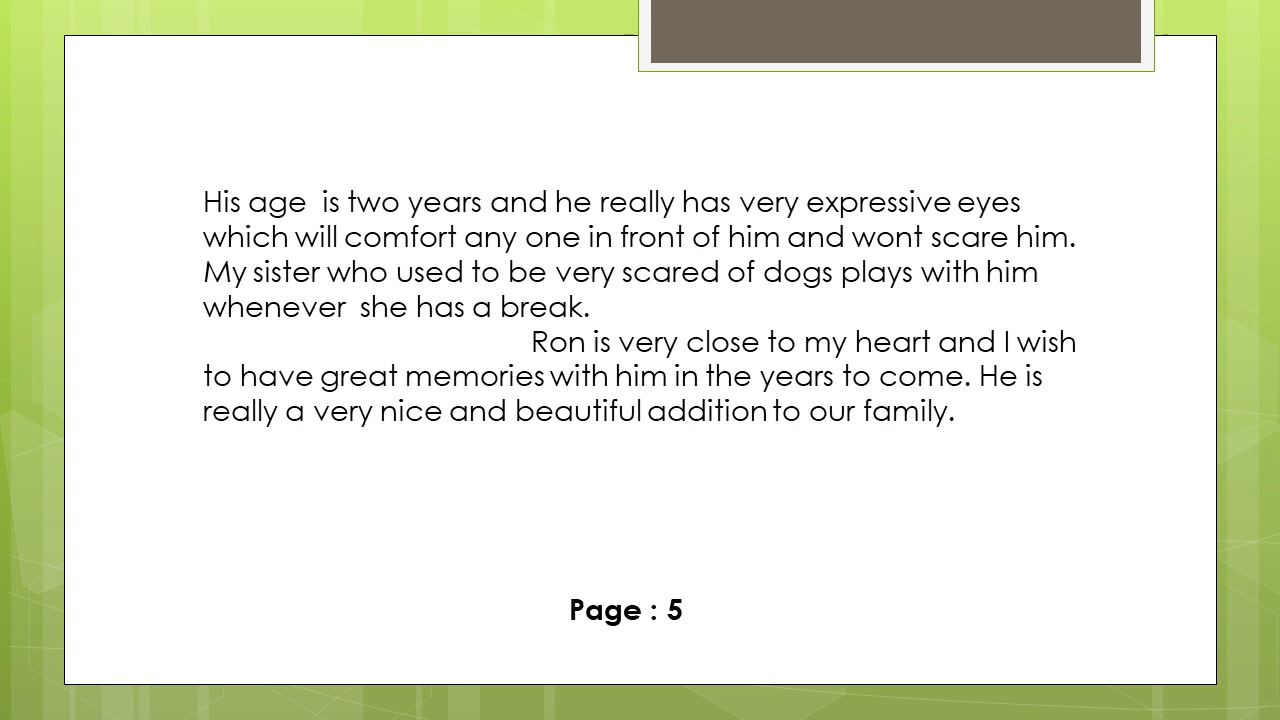 His age  is two years and he really has very expressive eyes
which will comfort any one in front of him and wont scare him.
My sister who used to be very scared of dogs plays with him
whenever  she has a break.
Ron is very close to my heart and I wish
to have great memories with him in the years to come. He is
really a very nice and beautiful addition to our family.
Page : 5